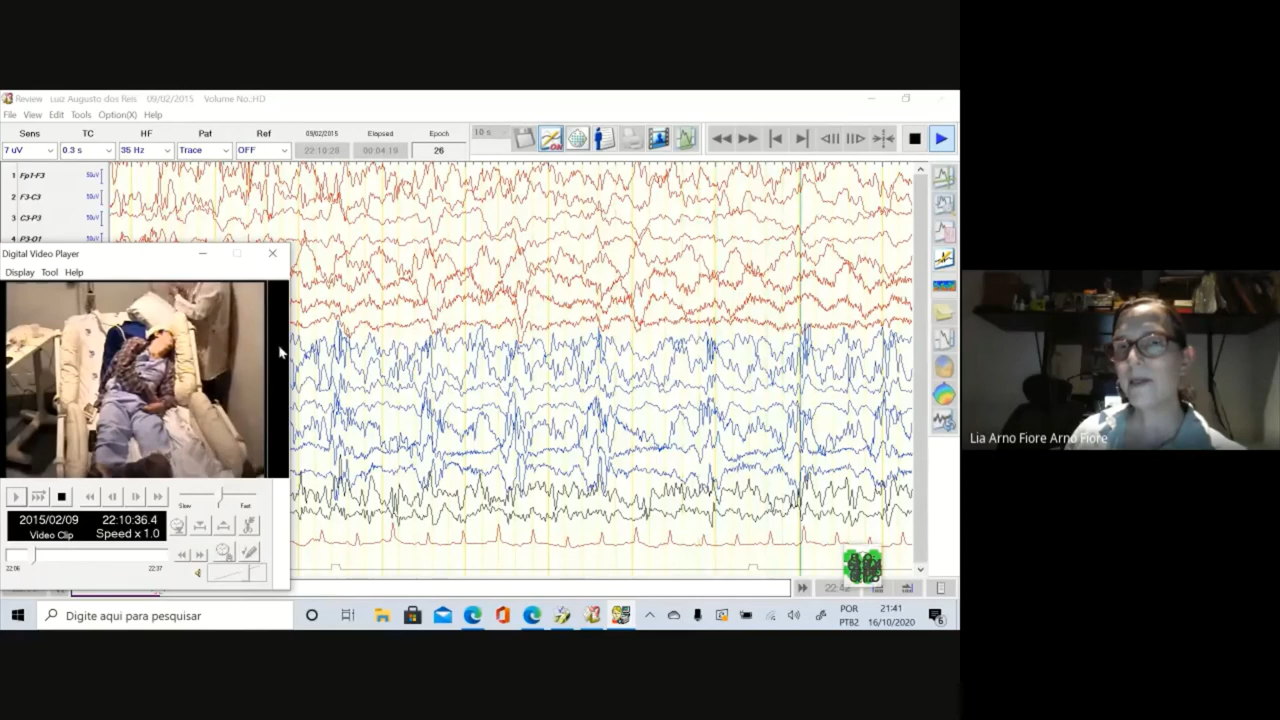 Review Luiz Augusto dos Reis 09/02/2015 Volume No.:HD
File View Edit Tools Option(X) Help
Sens TC HF Pat Ref 09/02/2015 Elapsed Epoch
10 s
7 uV 0.3 s 35 Hz Trace OFF 22:10:28 00:04:19 26
1 Fp1-F3 50uV
2 F3-C3 50uV
3 C3-P3 50uV
4 P3-O1 50uV
Digital Video Player
Display Tool Help
Slow Fast
2015/02/09 22:10:36.4
Video Clip Speed x 1.0
22:06 22:37
Lia Arno Fiore Arno Fiore
Digite aqui para pesquisar
POR 21:41
PTB2 16/10/2020 6